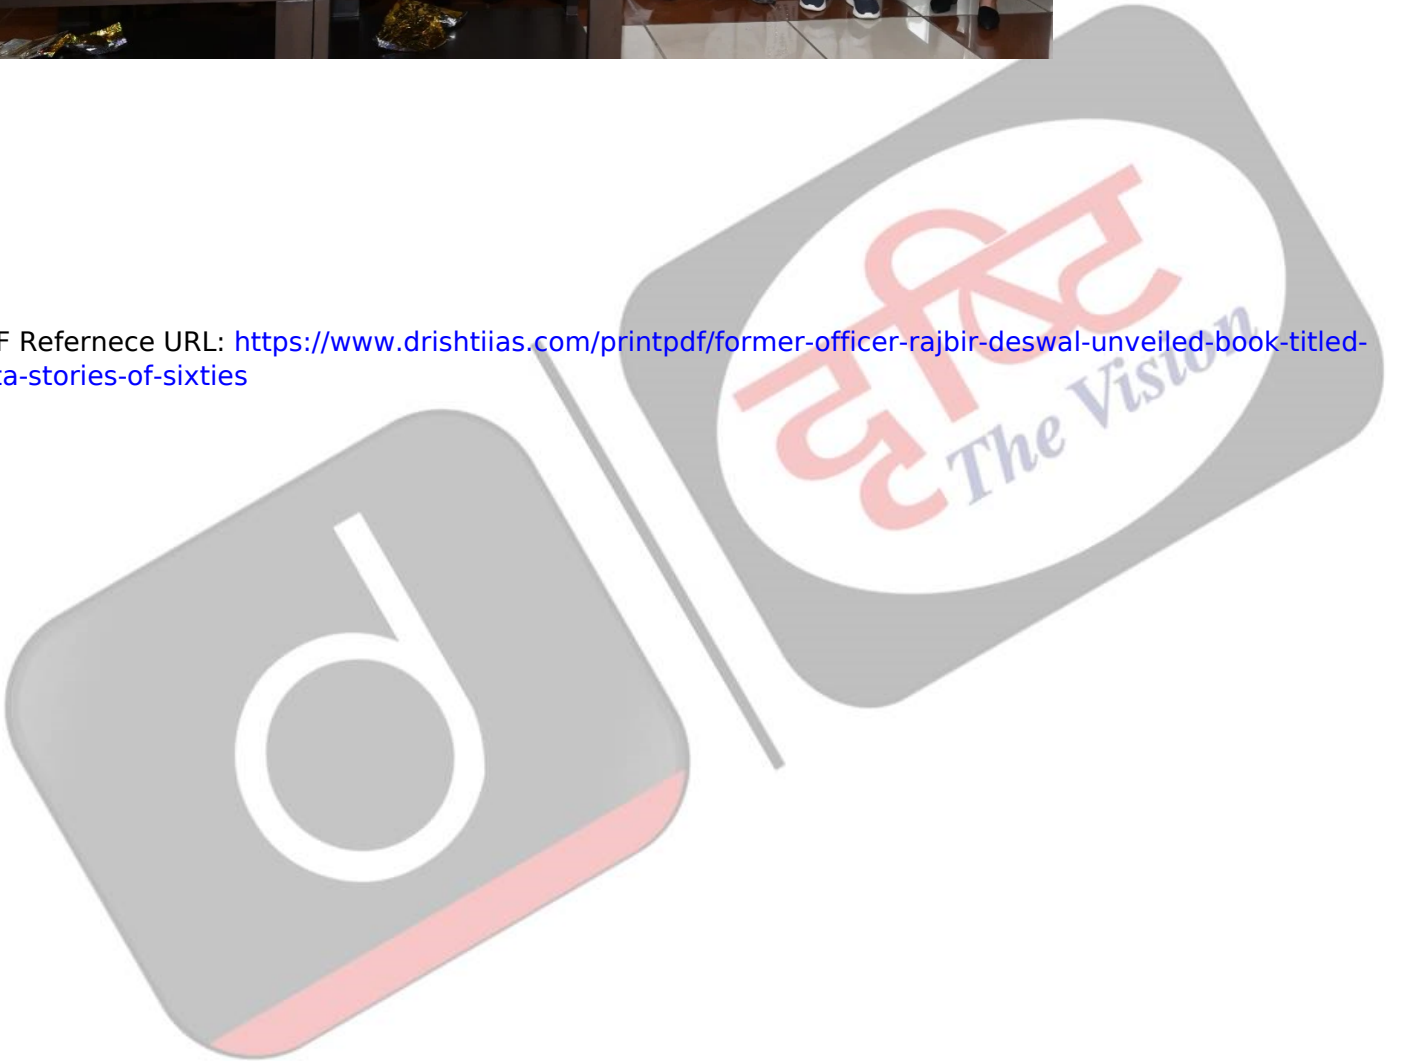 F Refernece URL: https://www.drishtiias.com/printpdf/former-officer-rajbir-deswal-unveiled-book-titled-
ta-stories-of-sixties
दृष्टि
The Vision
d